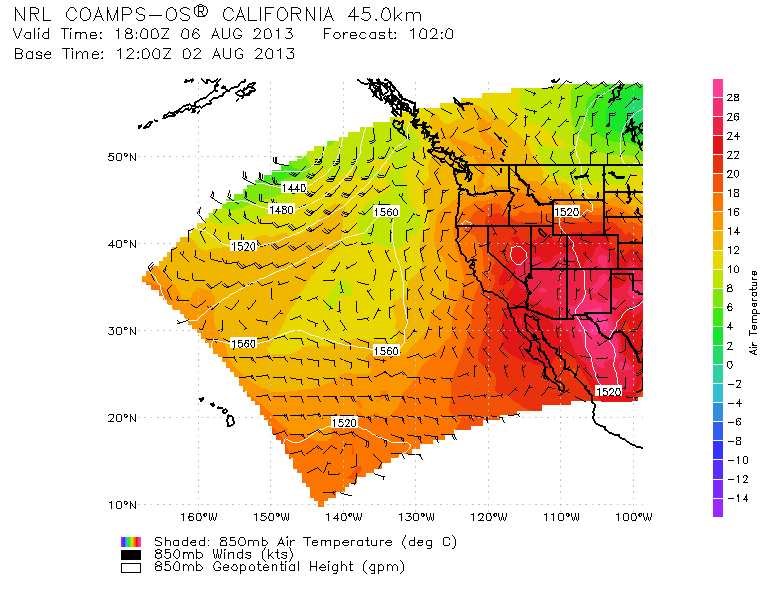 NRL COAMPS-OS® CALIFORNIA 45.0km
Valid Time: 18:00Z 06 AUG 2013 Forecast: 102:0
Base Time: 12:00Z 02 AUG 2013
50°N
40°N
30°N
20°N
10°N
160°W 150°W 140°W 130°W 120°W 110°W 100°W
1440
1480
1520
1560
1520
1560
1560
1520
1520
28
26
24
22
20
18
16
14
12
10
8
6
4
2
0
-2
-4
-6
-8
-10
-12
-14
Air Temperature
Shaded: 850mb Air Temperature (deg C)
850mb Winds (kts)
850mb Geopotential Height (gpm)